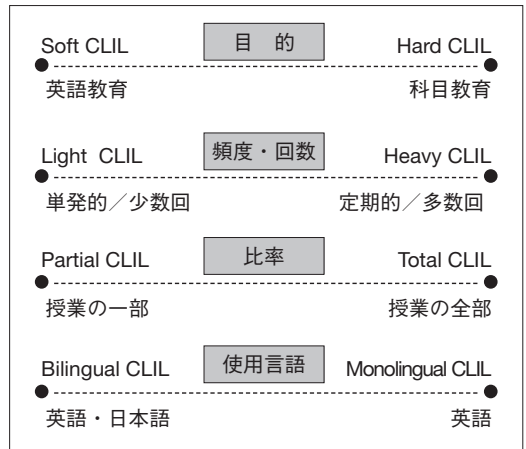 Soft CLIL 目 的 Hard CLIL
英語教育 科目教育
Light CLIL 頻度・回数 Heavy CLIL
単発的／少数回 定期的／多数回
Partial CLIL 比率 Total CLIL
授業の一部 授業の全部
Bilingual CLIL 使用言語 Monolingual CLIL
英語・日本語 英語